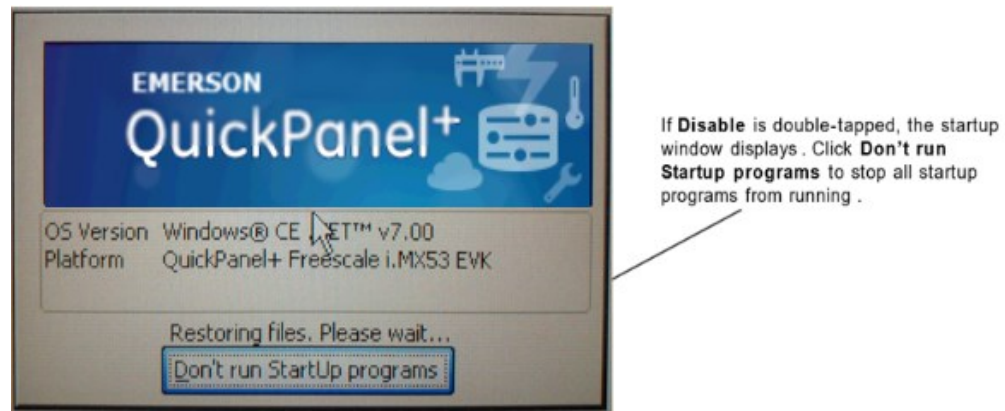 EMERSON
QuickPanel+
OS Version Windows® CE .NET™ v7.00
Platform QuickPanel+ Freescale i.MX53 EVK
Restoring files. Please wait...
Don't run StartUp programs
If Disable is double-tapped, the startup
window displays . Click Don't run
Startup programs to stop all startup
programs from running .